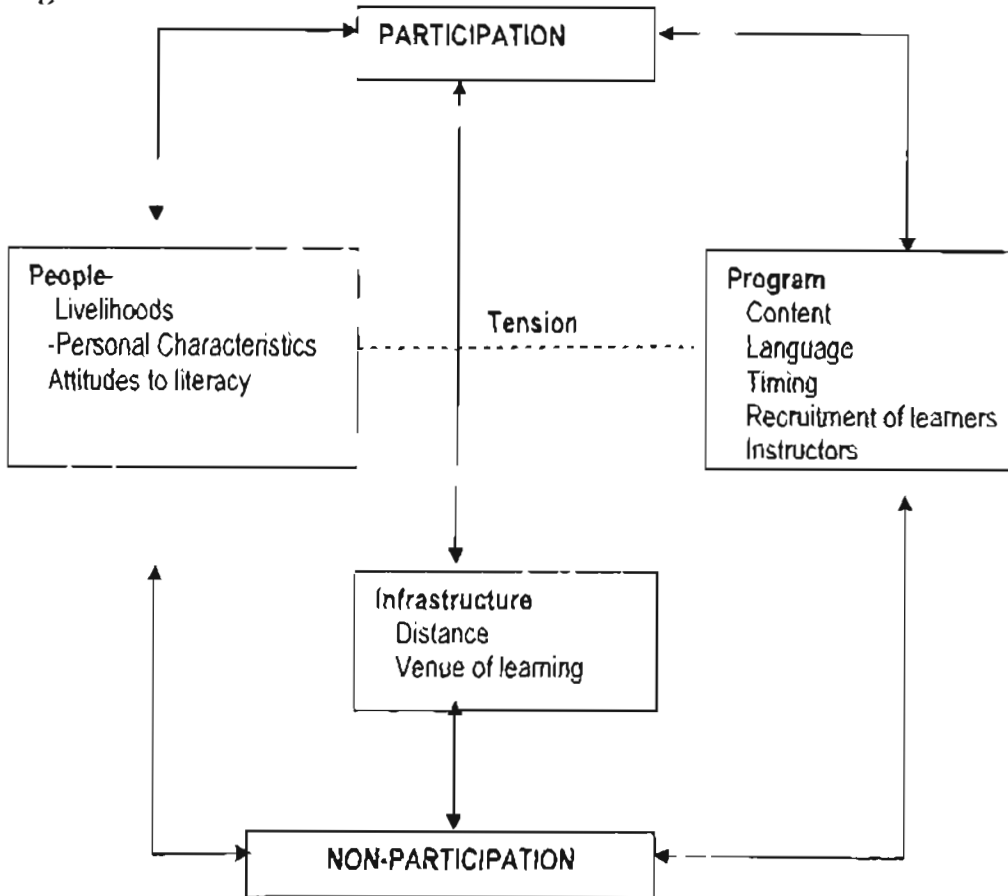 PARTICIPATION
People-
Livelihoods
-Personal Characteristics
Attitudes to literacy
Tension
Program
Content
Language
Timing
Recruitment of learners
Instructors
Infrastructure
Distance
Venue of learning
NON-PARTICIPATION